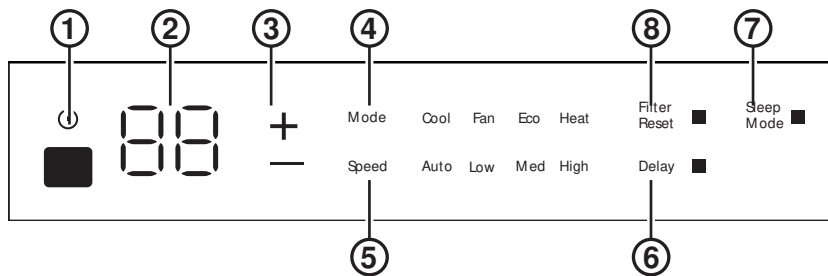 1 2 3 4 8 7
88
+
−
Mode Cool Fan Eco Heat
Speed Auto Low Med High
Filter
Reset
Delay
Sleep
Mode
5 6